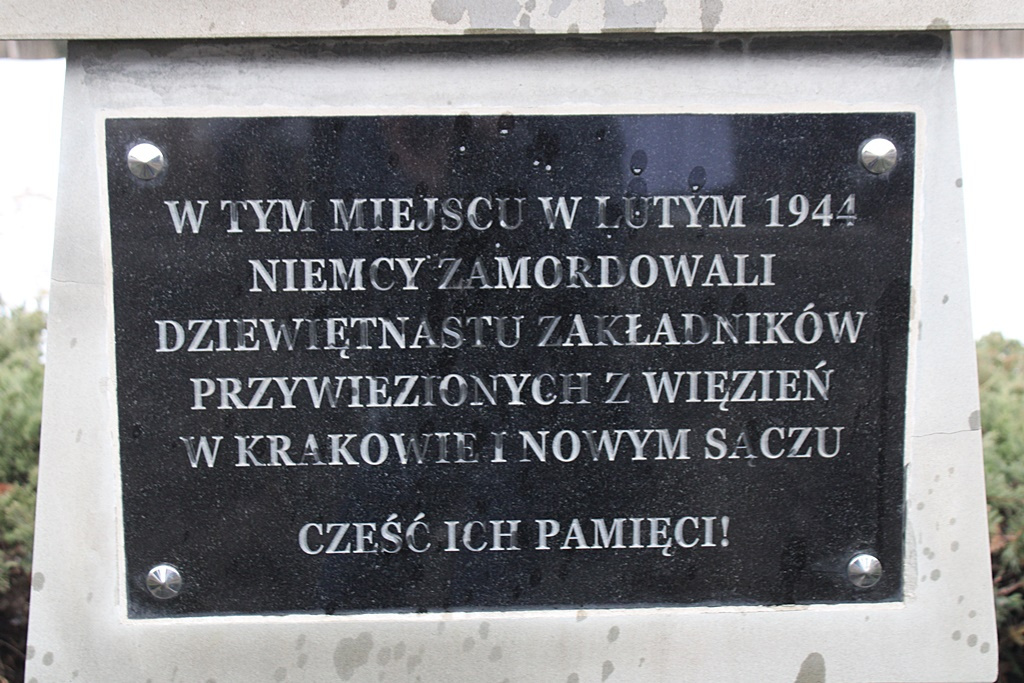 W TYM MIEJSCU W LUTYM 1944
NIEMCY ZAMORDOWALI
DZIEWIĘTNASTU ZAKŁADNIKÓW
PRZYWIEZIONYCH Z WIĘZIEŃ
W KRAKOWIE I NOWYM SĄCZU
CZEŚĆ ICH PAMIĘCI!